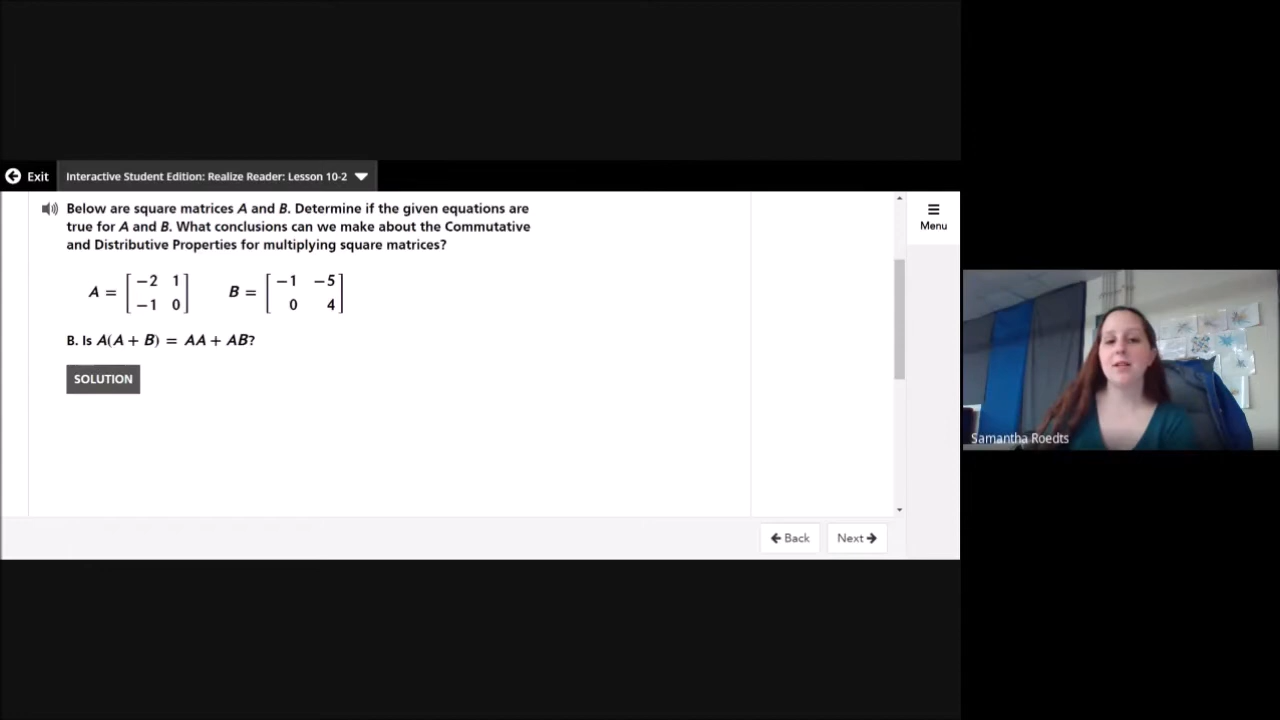 Exit
Interactive Student Edition: Realize Reader: Lesson 10-2
Menu
Below are square matrices A and B. Determine if the given equations are
true for A and B. What conclusions can we make about the Commutative
and Distributive Properties for multiplying square matrices?
A = [−2 1
−1 0]
B = [−1 −5
0 4]
B. Is A(A + B) = AA + AB?
SOLUTION
Back
Next
Samantha Roedts